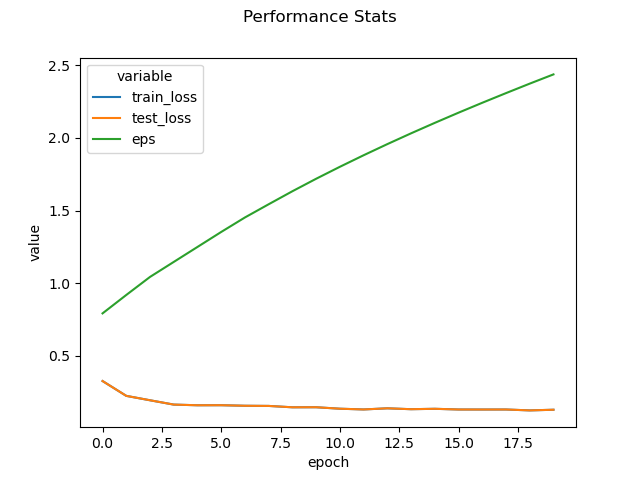 Performance Stats
variable
train_loss
test_loss
eps
value
2.5
2.0
1.5
1.0
0.5
0.0 2.5 5.0 7.5 10.0 12.5 15.0 17.5
epoch